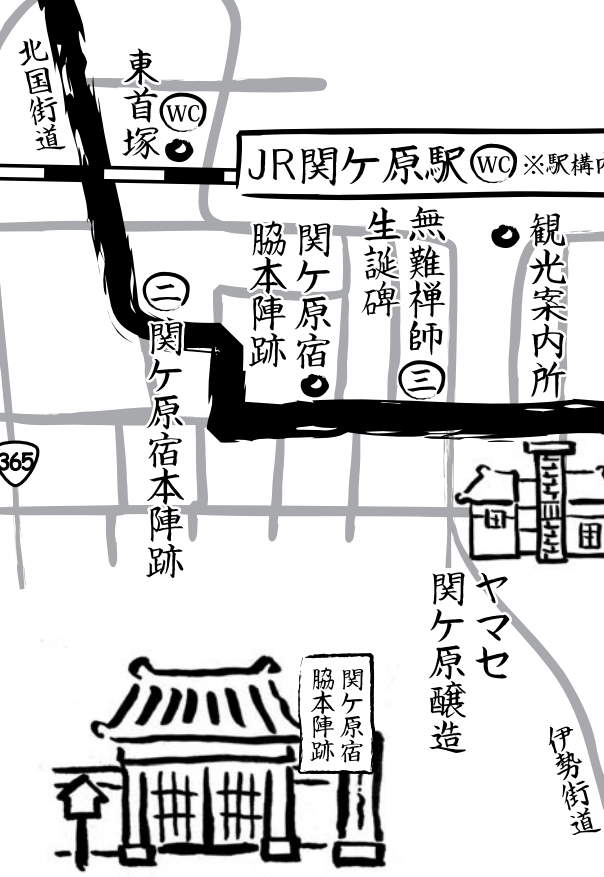 北国街道
東首塚
WC
JR関ケ原駅 WC ※駅構内
観光案内所
無難禅師
生誕碑
三
関ケ原宿
脇本陣跡
二
関ケ原宿本陣跡
365
ヤマセ
関ケ原醸造
関ケ原宿
脇本陣跡
伊勢街道